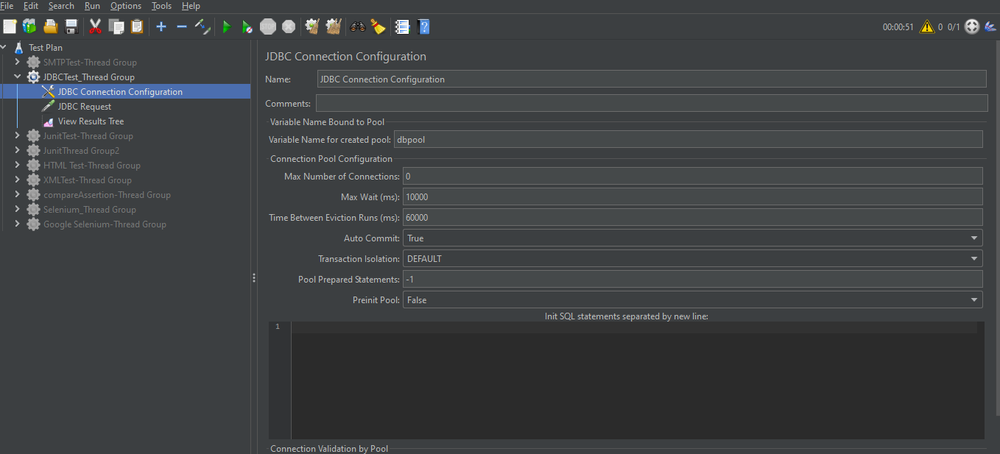 File Edit Search Run Options Tools Help
00:00:51 0 0/1
Test Plan
SMTPTest-Thread Group
JDBCTest_Thread Group
JDBC Connection Configuration
JDBC Request
View Results Tree
JunitTest-Thread Group
JunitThread Group2
HTML Test-Thread Group
XMLTest-Thread Group
compareAssertion-Thread Group
Selenium_Thread Group
Google Selenium-Thread Group
JDBC Connection Configuration
Name: JDBC Connection Configuration
Comments:
Variable Name Bound to Pool
Variable Name for created pool: dbpool
Connection Pool Configuration
Max Number of Connections: 0
Max Wait (ms): 10000
Time Between Eviction Runs (ms): 60000
Auto Commit: True
Transaction Isolation: DEFAULT
Pool Prepared Statements: -1
Preinit Pool: False
Init SQL statements separated by new line:
1
Connection Validation by Pool